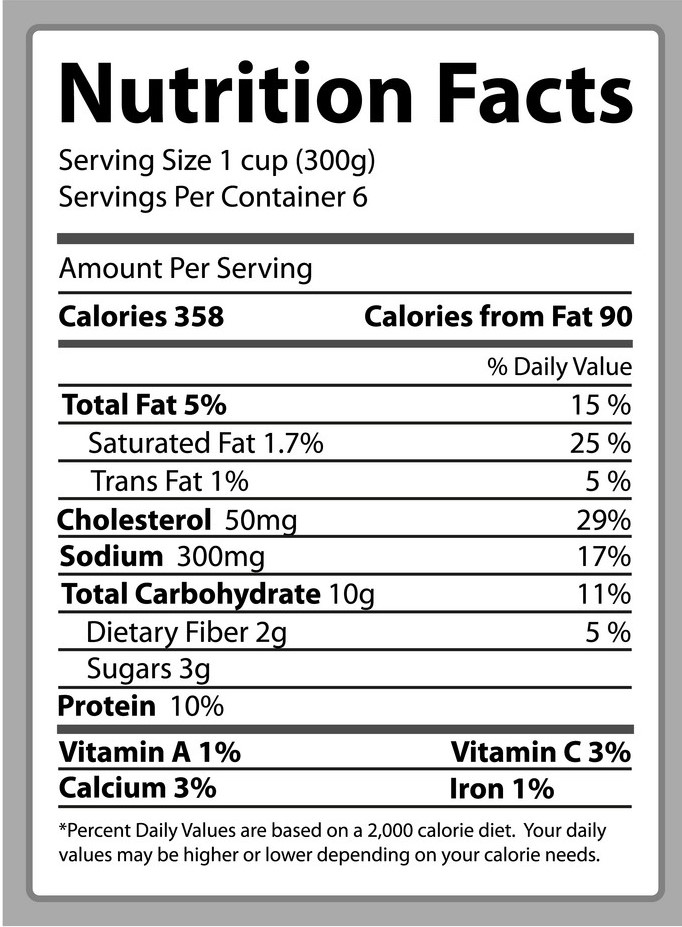 Nutrition Facts
Serving Size 1 cup (300g)
Servings Per Container 6
Amount Per Serving
Calories 358 Calories from Fat 90
% Daily Value
Total Fat 5% 15 %
Saturated Fat 1.7% 25 %
Trans Fat 1% 5 %
Cholesterol 50mg 29%
Sodium 300mg 17%
Total Carbohydrate 10g 11%
Dietary Fiber 2g 5 %
Sugars 3g
Protein 10%
Vitamin A 1% Vitamin C 3%
Calcium 3% Iron 1%
*Percent Daily Values are based on a 2,000 calorie diet. Your daily
values may be higher or lower depending on your calorie needs.